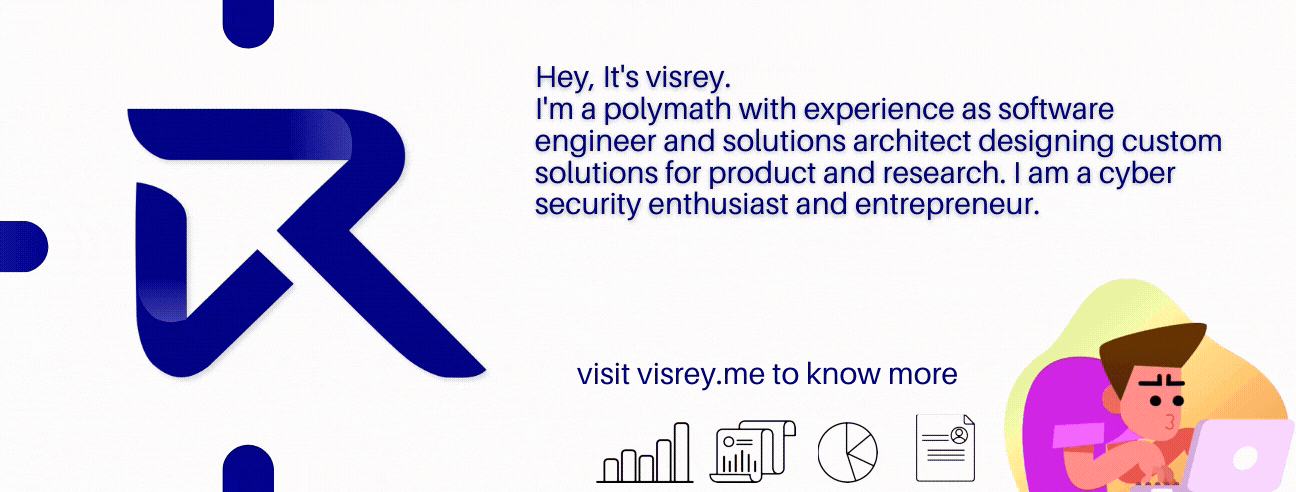 Hey, It's visrey.
I'm a polymath with experience as software
engineer and solutions architect designing custom
solutions for product and research. I am a cyber
security enthusiast and entrepreneur.
visit visrey.me to know more